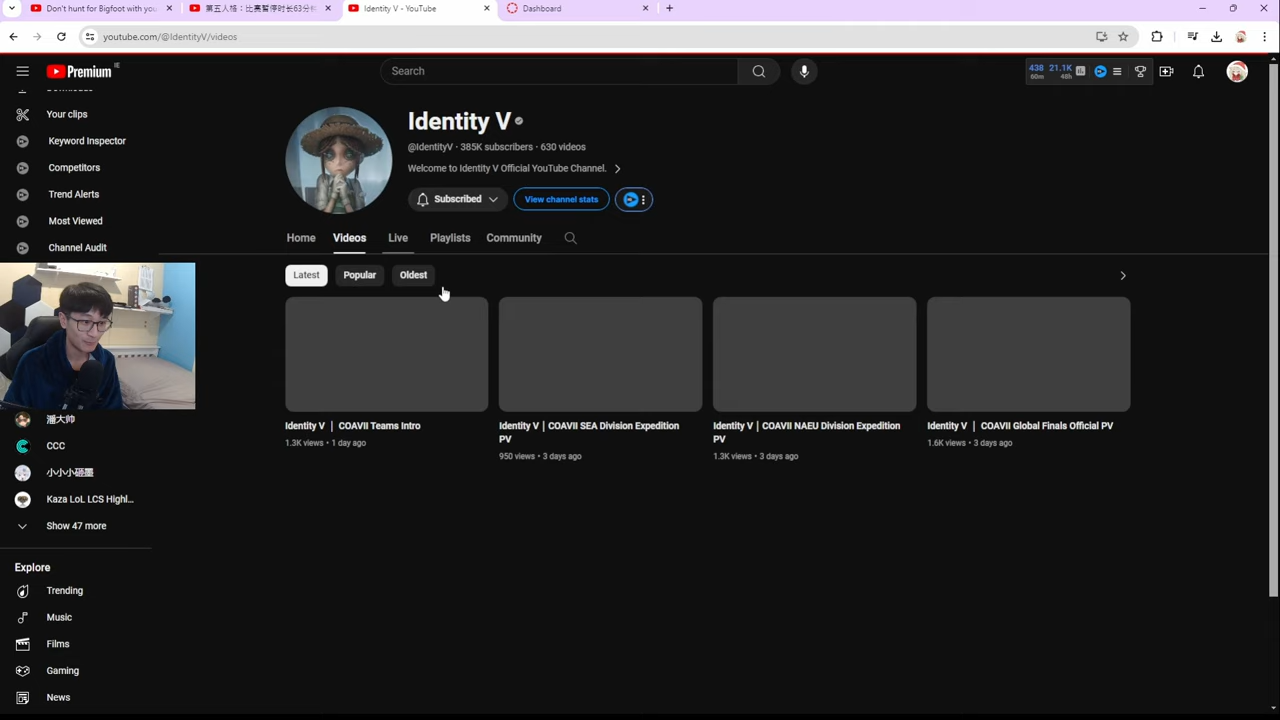 Don't hunt for Bigfoot with you
第五人格：比赛暂停时长63分钟
Identity V - YouTube
Dashboard
youtube.com/@IdentityV/videos
Premium IE
Search
438 60m
21.1K 48h
Your clips
Keyword Inspector
Competitors
Trend Alerts
Most Viewed
Channel Audit
潘大帅
CCC
小小小砸墨
Kaza LoL LCS Highl...
Show 47 more
Explore
Trending
Music
Films
Gaming
News
Identity V
@IdentityV · 385K subscribers · 630 videos
Welcome to Identity V Official YouTube Channel.
Subscribed
View channel stats
Home
Videos
Live
Playlists
Community
Latest
Popular
Oldest
Identity V ｜ COAVII Teams Intro
1.3K views · 1 day ago
Identity V｜COAVII SEA Division Expedition
PV
950 views · 3 days ago
Identity V｜COAVII NAEU Division Expedition
PV
1.3K views · 3 days ago
Identity V ｜ COAVII Global Finals Official PV
1.6K views · 3 days ago